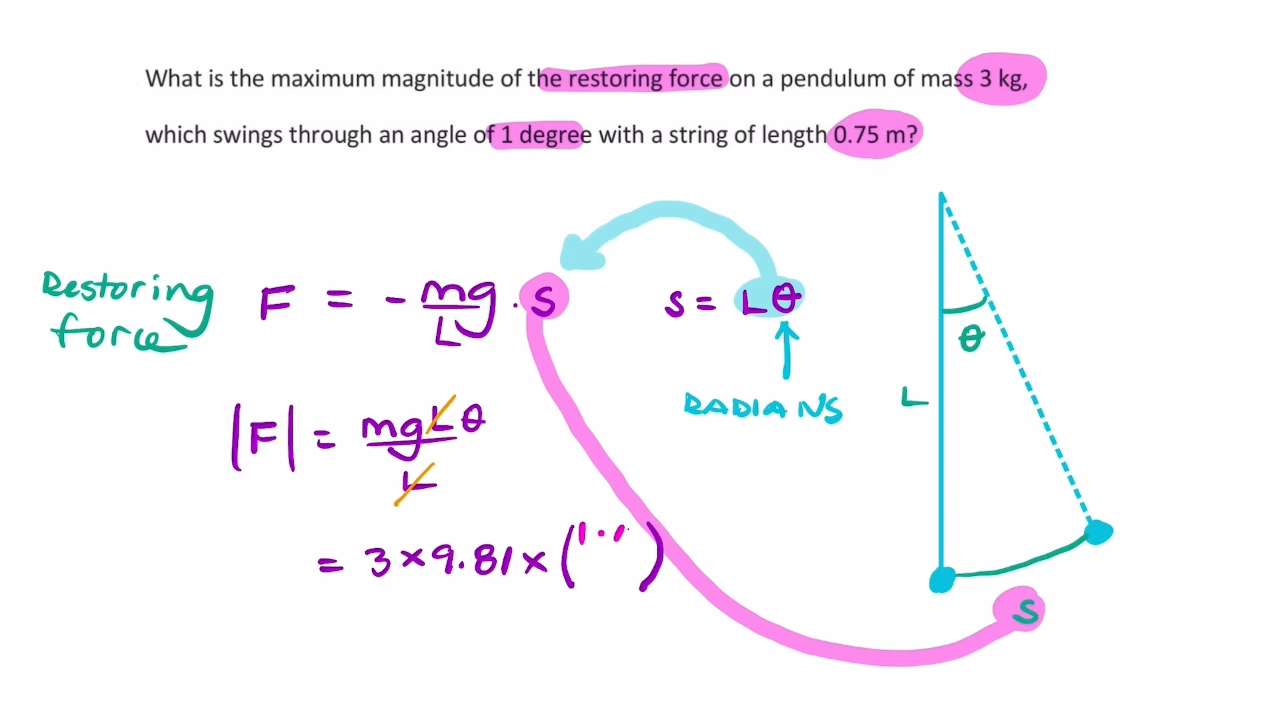 What is the maximum magnitude of the restoring force on a pendulum of mass 3 kg,
which swings through an angle of 1 degree with a string of length 0.75 m?
Restoring force
F = - mg/L · s
s = Lθ
RADIANS
|F| = mgLθ/L
= 3 × 9.81 × (1 ·)
L
θ
s